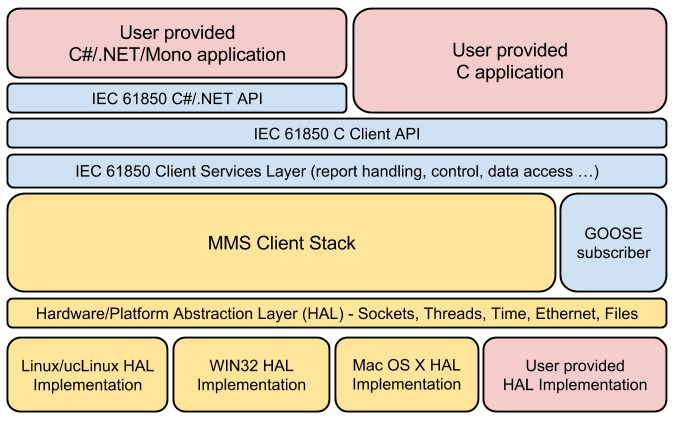 User provided
C#/.NET/Mono application
User provided
C application
IEC 61850 C#/.NET API
IEC 61850 C Client API
IEC 61850 Client Services Layer (report handling, control, data access …)
MMS Client Stack
GOOSE
subscriber
Hardware/Platform Abstraction Layer (HAL) - Sockets, Threads, Time, Ethernet, Files
Linux/ucLinux HAL
Implementation
WIN32 HAL
Implementation
Mac OS X HAL
Implementation
User provided
HAL Implementation